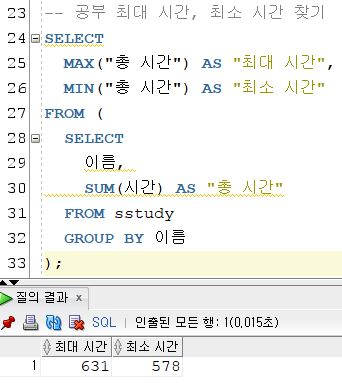 23 -- 공부 최대 시간, 최소 시간 찾기
24 SELECT
25 MAX("총 시간") AS "최대 시간",
26 MIN("총 시간") AS "최소 시간"
27 FROM (
28 SELECT
29 이름,
30 SUM(시간) AS "총 시간"
31 FROM sstudy
32 GROUP BY 이름
33 );
질의 결과 x
SQL | 인출된 모든 행: 1(0,015초)
최대 시간 최소 시간
1 631 578